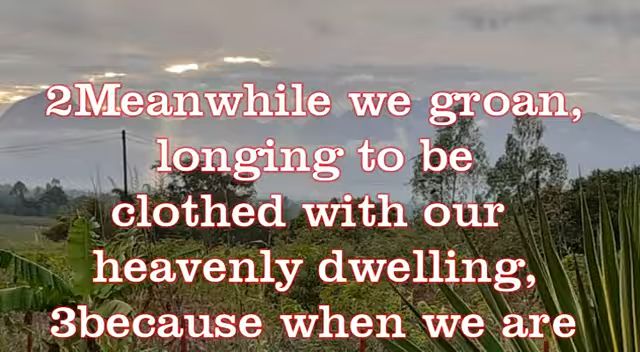 2Meanwhile we groan,
longing to be
clothed with our
heavenly dwelling,
3because when we are